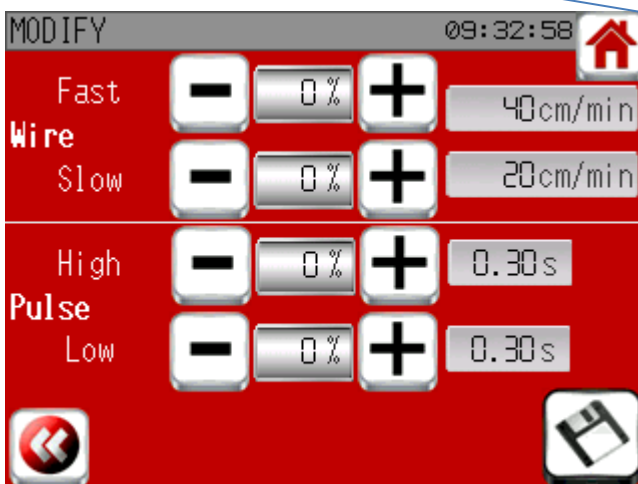 MODIFY 09:32:58
Fast 0% 40cm/min
Wire
Slow 0% 20cm/min
High 0% 0.30s
Pulse
Low 0% 0.30s